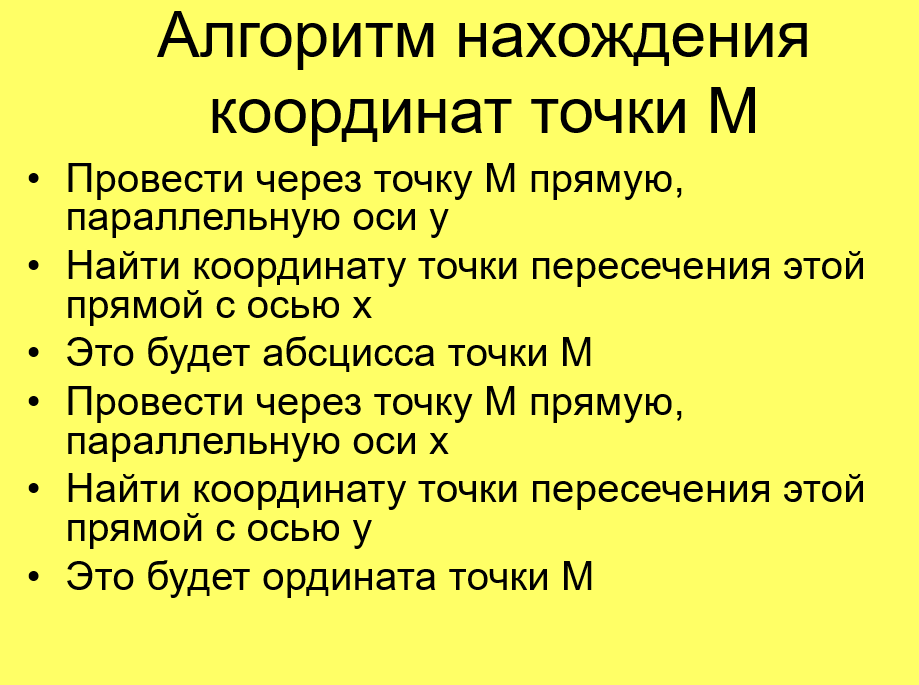 Алгоритм нахождения
координат точки М
• Провести через точку М прямую,
параллельную оси у
• Найти координату точки пересечения этой
прямой с осью х
• Это будет абсцисса точки М
• Провести через точку М прямую,
параллельную оси х
• Найти координату точки пересечения этой
прямой с осью у
• Это будет ордината точки М